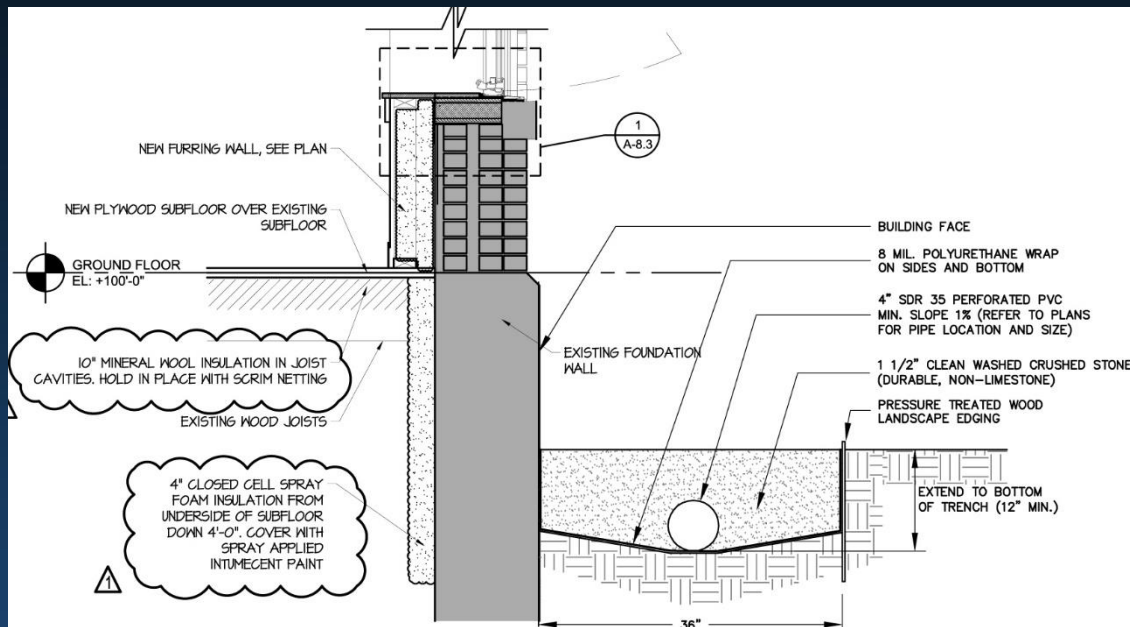 1
A-8.3
NEW FURRING WALL, SEE PLAN
NEW PLYWOOD SUBFLOOR OVER EXISTING
SUBFLOOR
GROUND FLOOR
EL: +100'-0"
10" MINERAL WOOL INSULATION IN JOIST
CAVITIES. HOLD IN PLACE WITH SCRIM NETTING
EXISTING WOOD JOISTS
4" CLOSED CELL SPRAY
FOAM INSULATION FROM
UNDERSIDE OF SUBFLOOR
DOWN 4'-0". COVER WITH
SPRAY APPLIED
INTUMECENT PAINT
1
EXISTING FOUNDATION
WALL
BUILDING FACE
8 MIL. POLYURETHANE WRAP
ON SIDES AND BOTTOM
4" SDR 35 PERFORATED PVC
MIN. SLOPE 1% (REFER TO PLANS
FOR PIPE LOCATION AND SIZE)
1 1/2" CLEAN WASHED CRUSHED STONE
(DURABLE, NON-LIMESTONE)
PRESSURE TREATED WOOD
LANDSCAPE EDGING
EXTEND TO BOTTOM
OF TRENCH (12" MIN.)
36"